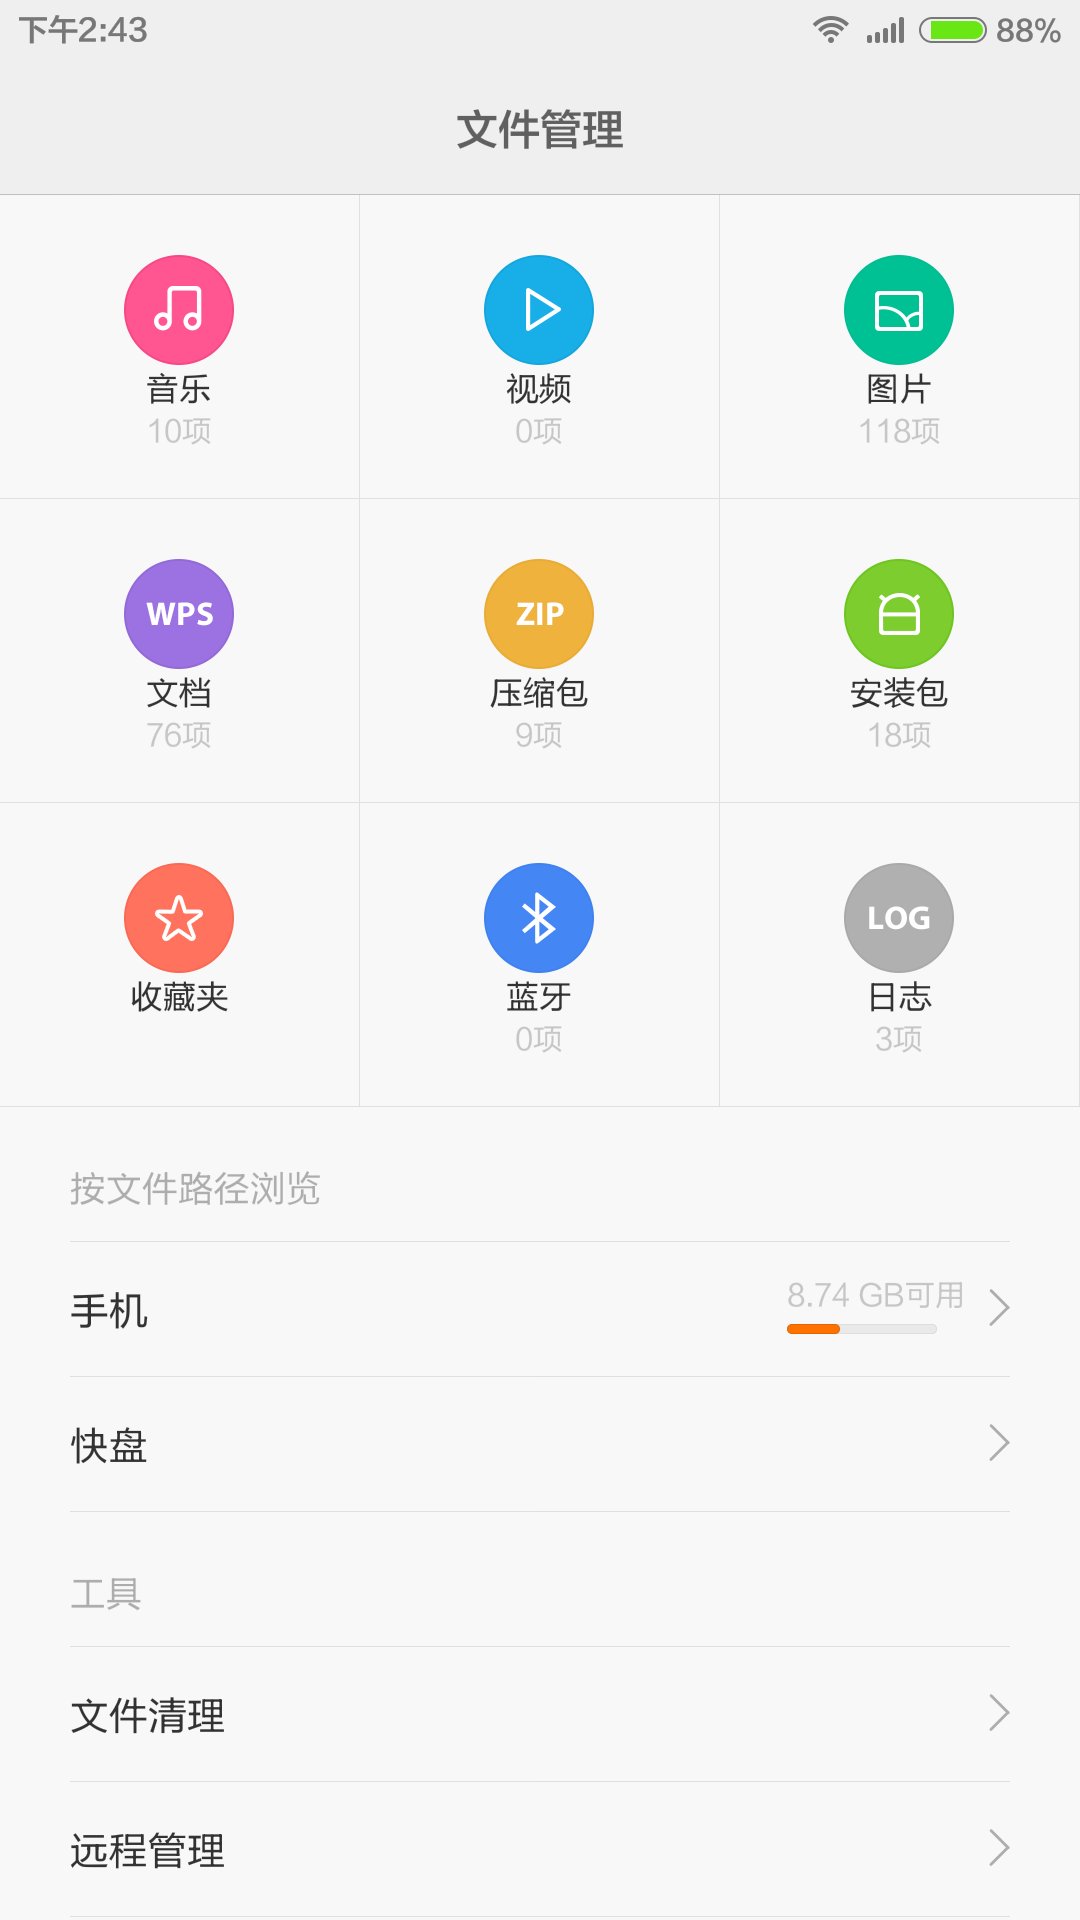 下午2:43 88%
文件管理
音乐 视频 图片
10项 0项 118项
WPS ZIP
文档 压缩包 安装包
76项 9项 18项
LOG
收藏夹 蓝牙 日志
0项 3项
按文件路径浏览
手机 8.74 GB可用
快盘
工具
文件清理
远程管理